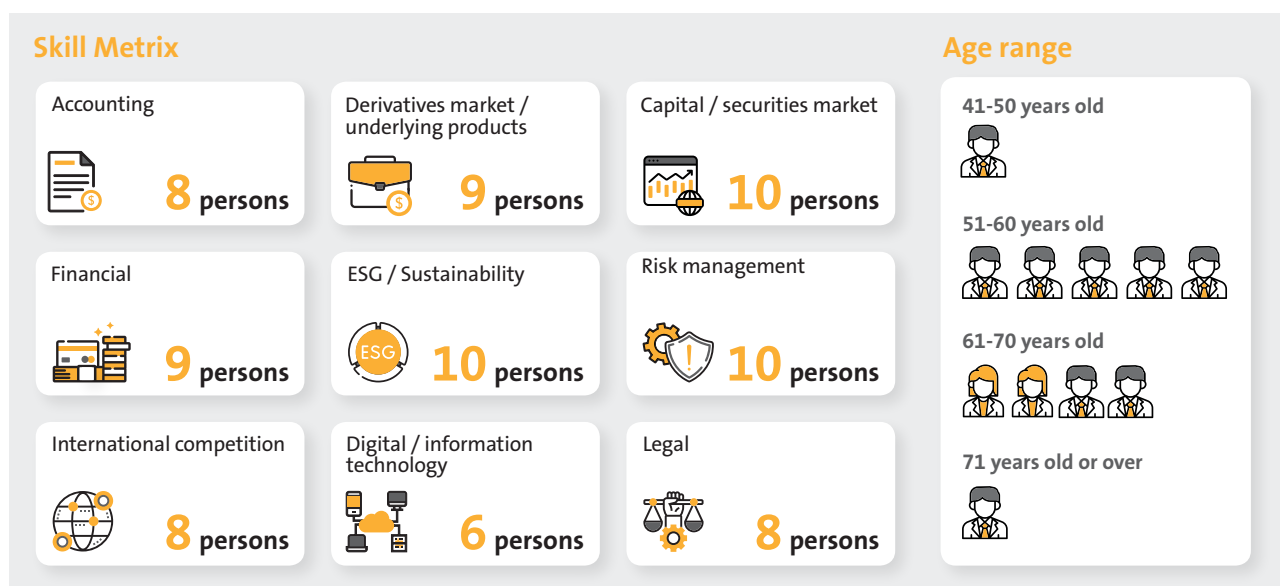 Skill Metrix
Accounting
8 persons
Derivatives market /
underlying products
$
9 persons
Capital / securities market
10 persons
$
Financial
9 persons
ESG / Sustainability
ESG
10 persons
Risk management
!
10 persons
International competition
8 persons
Digital / information
technology
6 persons
Legal
8 persons
Age range
41-50 years old
51-60 years old
61-70 years old
71 years old or over